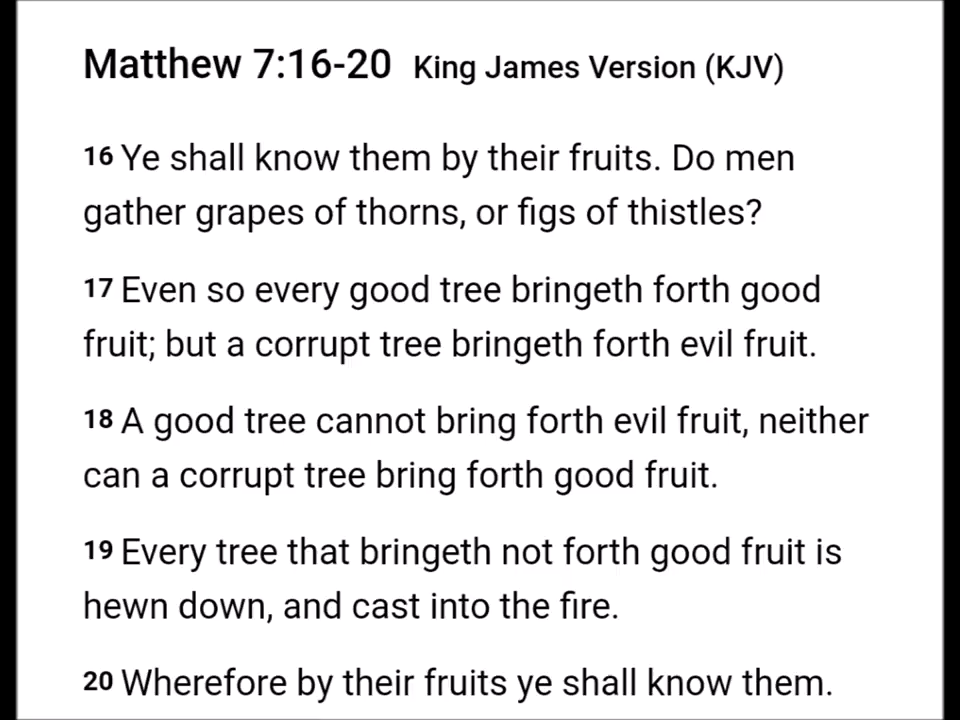 Matthew 7:16-20 King James Version (KJV)
16 Ye shall know them by their fruits. Do men
gather grapes of thorns, or figs of thistles?
17 Even so every good tree bringeth forth good
fruit; but a corrupt tree bringeth forth evil fruit.
18 A good tree cannot bring forth evil fruit, neither
can a corrupt tree bring forth good fruit.
19 Every tree that bringeth not forth good fruit is
hewn down, and cast into the fire.
20 Wherefore by their fruits ye shall know them.